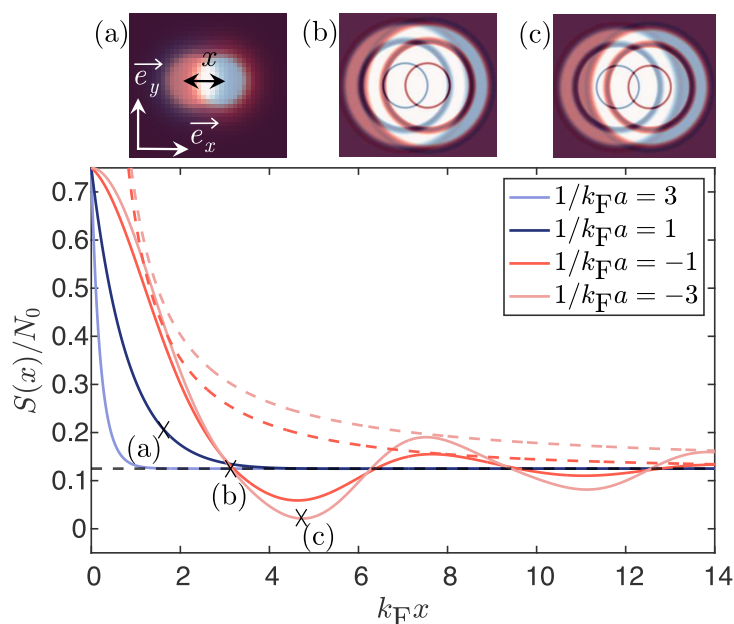 (a)
(b)
(c)
x
e_y
e_x
0.7
0.6
0.5
0.4
0.3
0.2
0.1
0
S(x)/N_0
1/k_F a = 3
1/k_F a = 1
1/k_F a = −1
1/k_F a = −3
(a)
(b)
(c)
0 2 4 6 8 10 12 14
k_F x